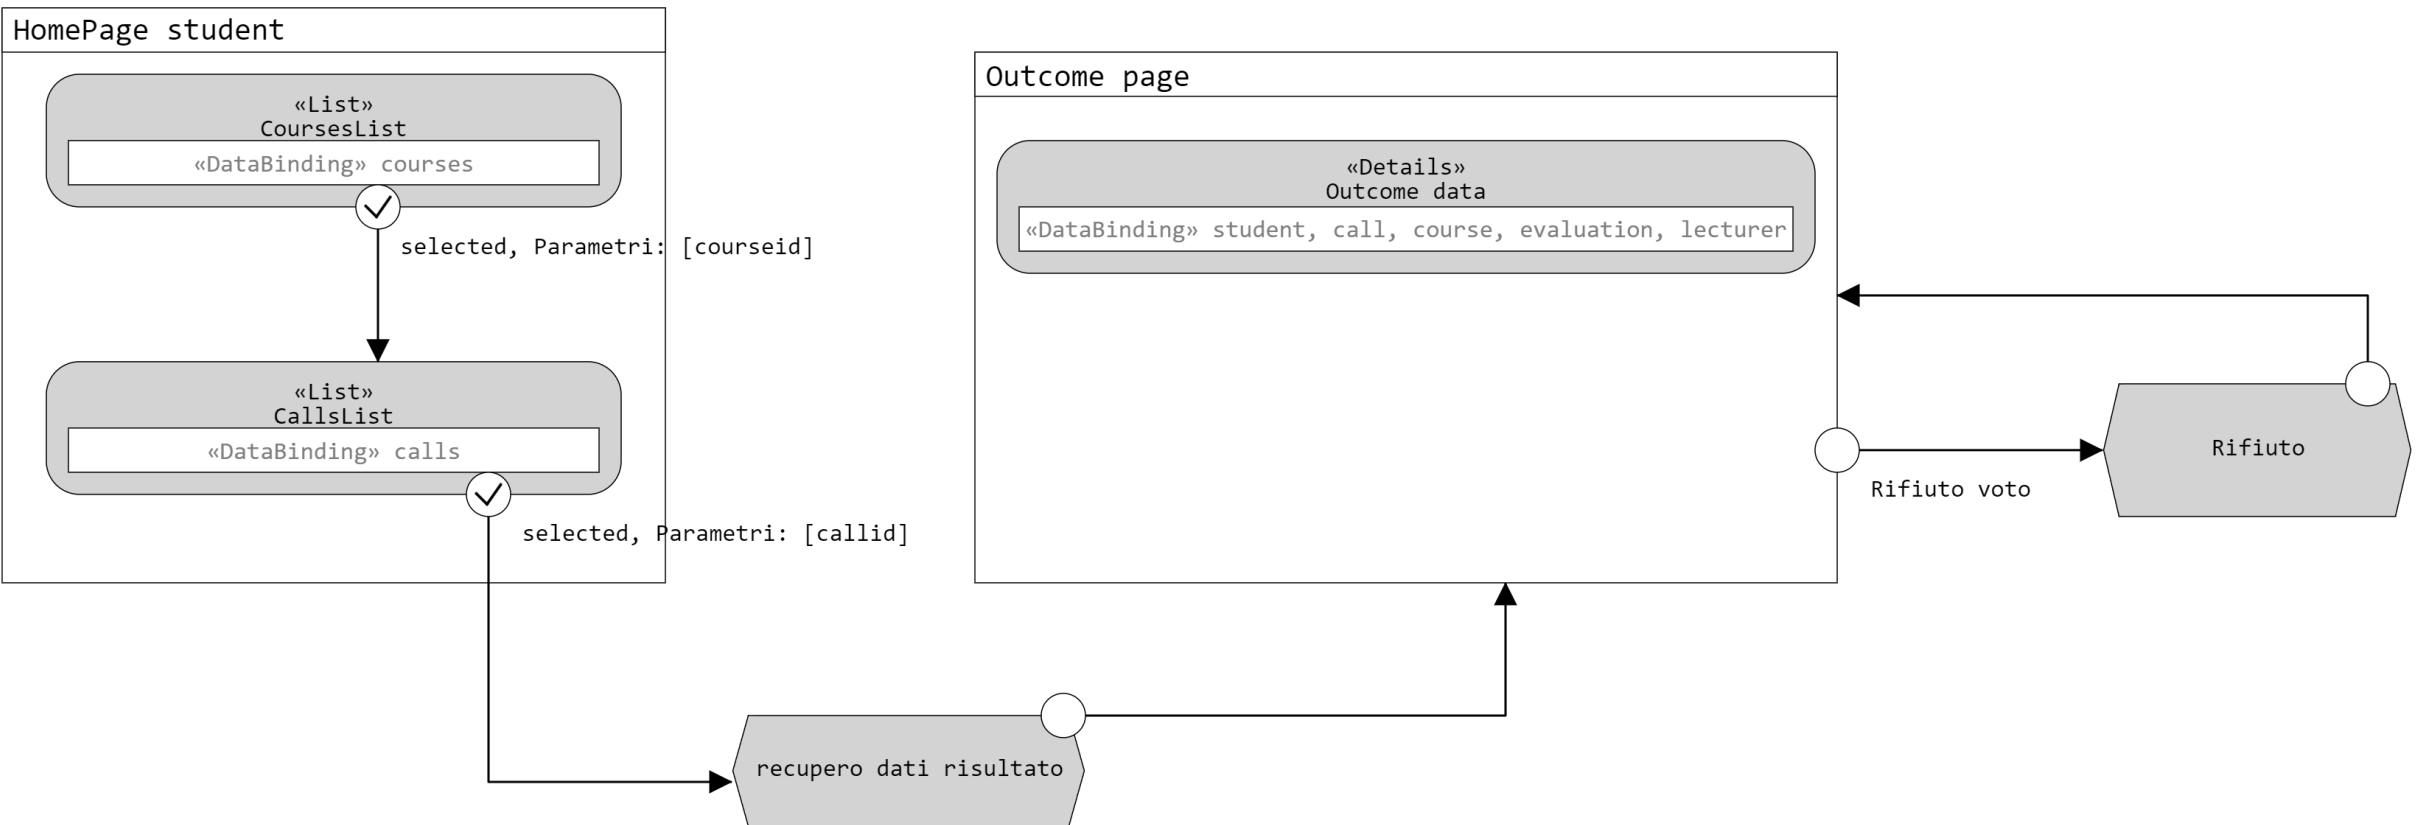 HomePage student
«List»
CoursesList
«DataBinding» courses
selected, Parametri: [courseid]
«List»
CallsList
«DataBinding» calls
selected, Parametri: [callid]
recupero dati risultato
Outcome page
«Details»
Outcome data
«DataBinding» student, call, course, evaluation, lecturer
Rifiuto voto
Rifiuto